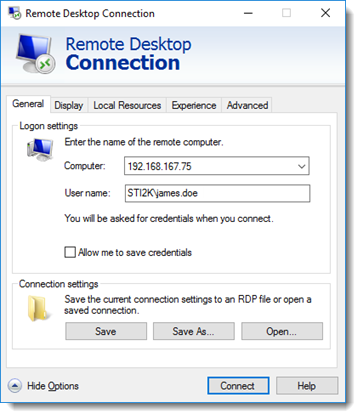 Remote Desktop Connection
Remote Desktop
Connection
General Display Local Resources Experience Advanced
Logon settings
Enter the name of the remote computer.
Computer: 192.168.167.75
User name: STI2K\james.doe
You will be asked for credentials when you connect.
Allow me to save credentials
Connection settings
Save the current connection settings to an RDP file or open a
saved connection.
Save Save As... Open...
Hide Options Connect Help